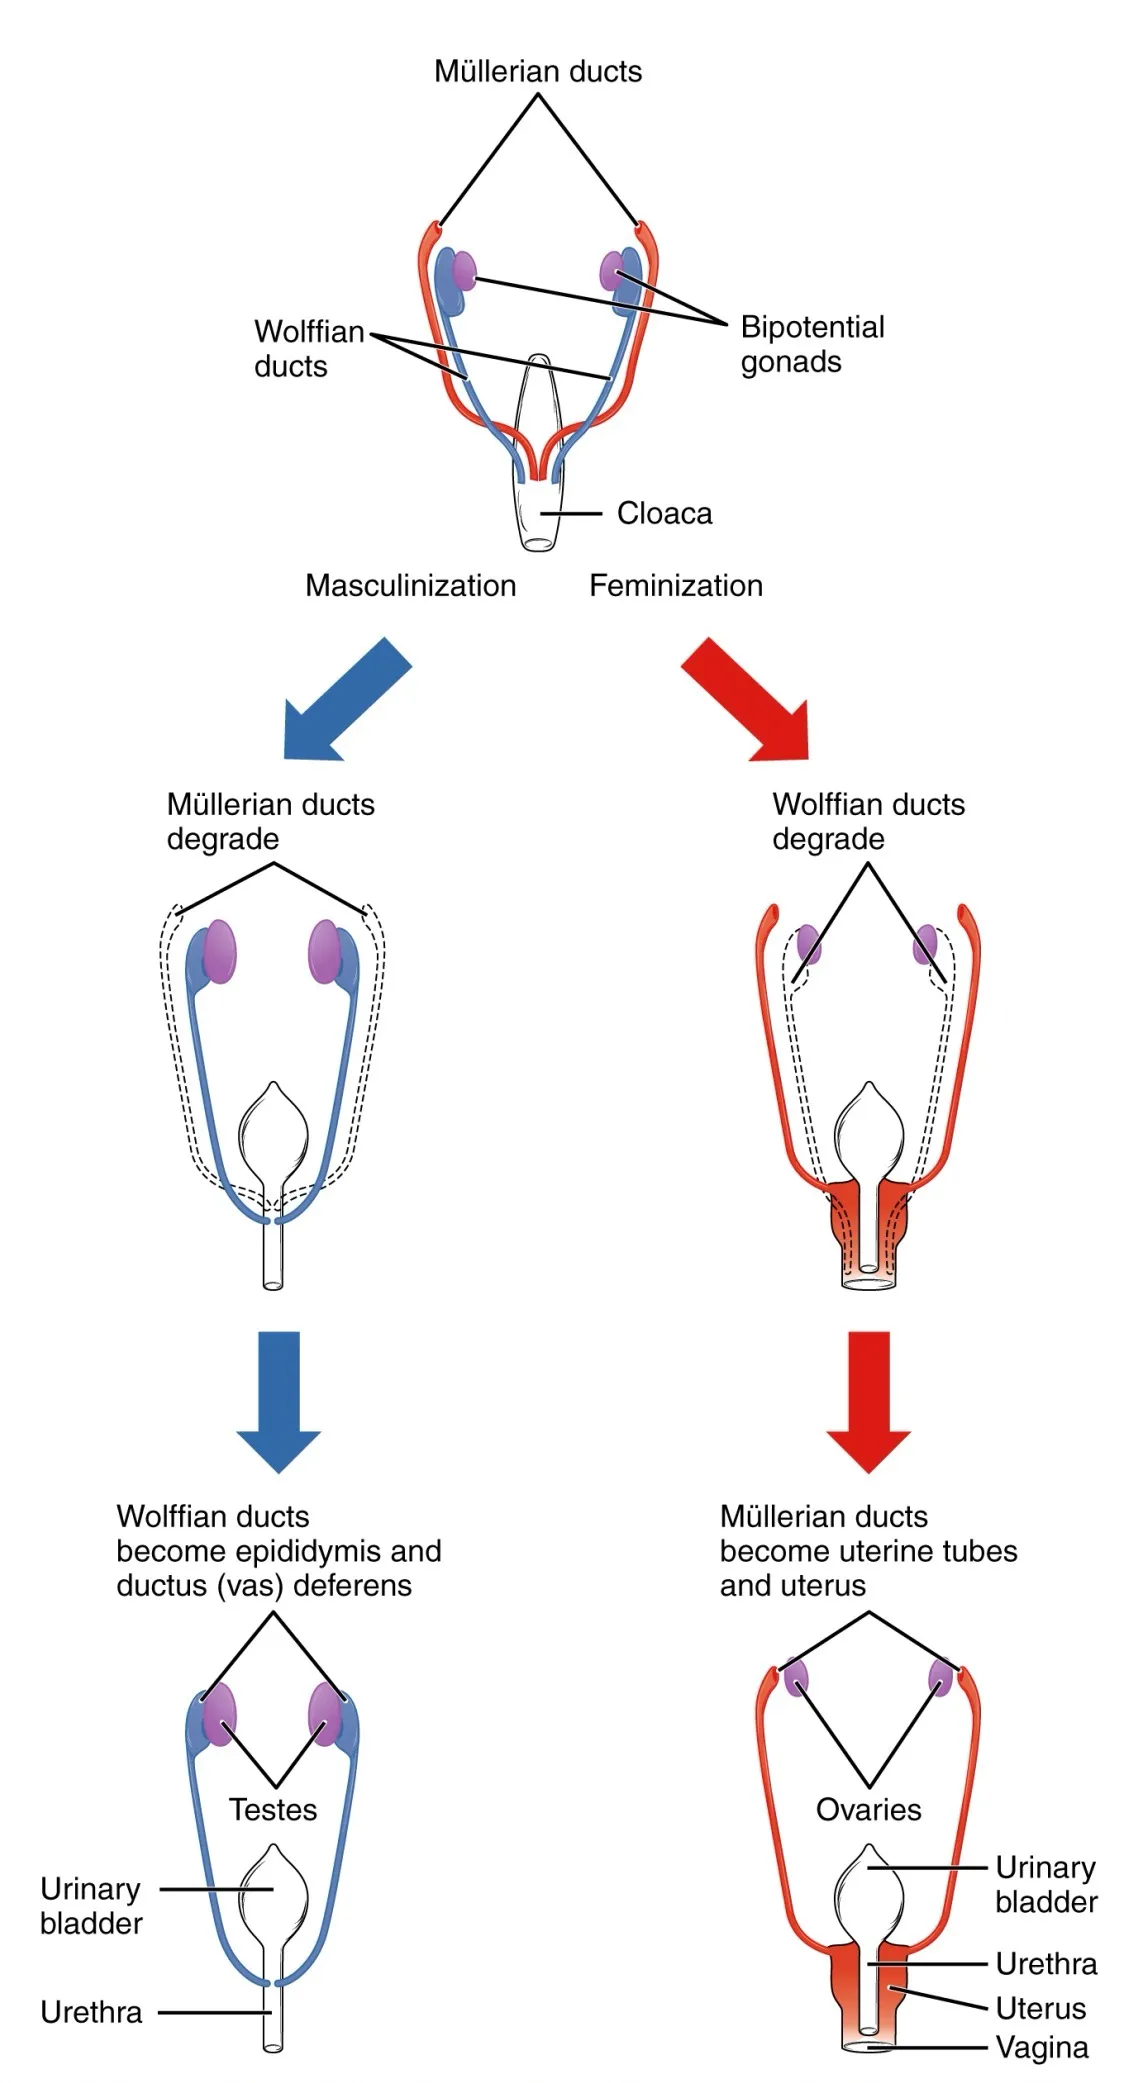 Müllerian ducts
Wolffian
ducts
Bipotential
gonads
Cloaca
Masculinization
Feminization
Müllerian ducts
degrade
Wolffian ducts
degrade
Wolffian ducts
become epididymis and
ductus (vas) deferens
Müllerian ducts
become uterine tubes
and uterus
Testes
Ovaries
Urinary
bladder
Urethra
Urinary
bladder
Urethra
Uterus
Vagina